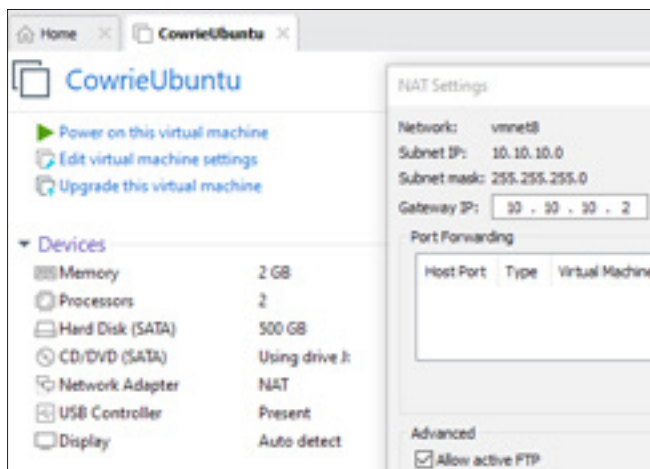 Home
CowrieUbuntu
CowrieUbuntu
Power on this virtual machine
Edit virtual machine settings
Upgrade this virtual machine
Devices
Memory 2 GB
Processors 2
Hard Disk (SATA) 500 GB
CD/DVD (SATA) Using drive J:
Network Adapter NAT
USB Controller Present
Display Auto detect
NAT Settings
Network: vmnet8
Subnet IP: 10.10.10.0
Subnet mask: 255.255.255.0
Gateway IP: 10 . 10 . 10 . 2
Port Forwarding
Host Port Type Virtual Machine
Advanced
Allow active FTP